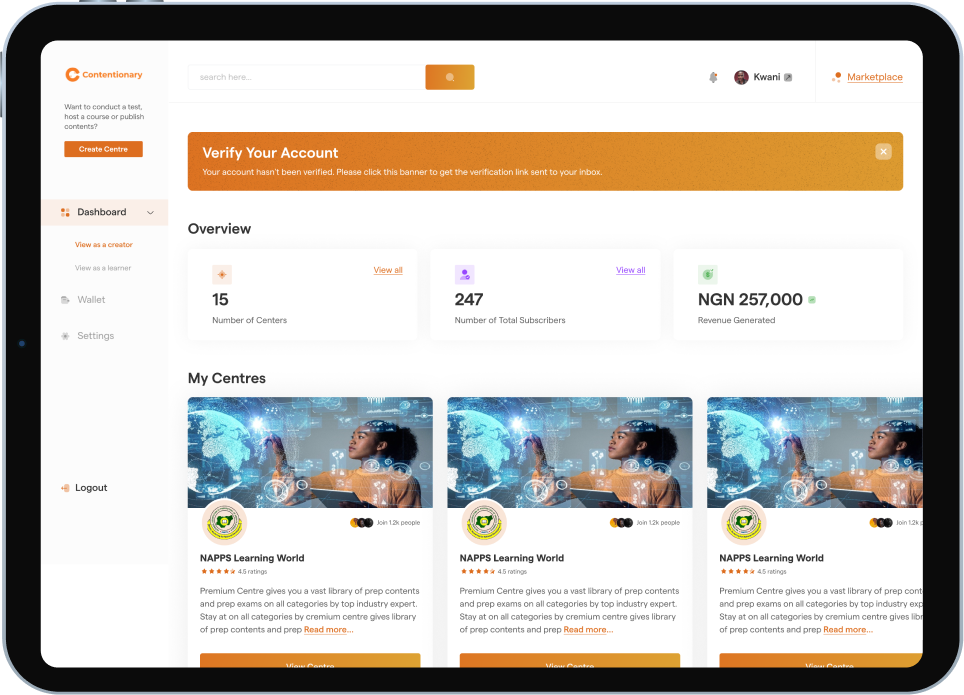 Contentionary
Want to conduct a test,
host a course or publish
contents?
Create Centre
Dashboard
View as a creator
View as a learner
Wallet
Settings
Logout
search here...
Kwani
Marketplace
Verify Your Account
Your account hasn't been verified. Please click this banner to get the verification link sent to your inbox.
Overview
View all
15
Number of Centers
View all
247
Number of Total Subscribers
NGN 257,000
Revenue Generated
My Centres
Join 1.2k people
NAPPS Learning World
4.5 ratings
Premium Centre gives you a vast library of prep contents
and prep exams on all categories by top industry expert.
Stay at on all categories by cremium centre gives library
of prep contents and prep Read more...
View Centre
Join 1.2k people
NAPPS Learning World
4.5 ratings
Premium Centre gives you a vast library of prep contents
and prep exams on all categories by top industry expert.
Stay at on all categories by cremium centre gives library
of prep contents and prep Read more...
View Centre
Join 1.2k p
NAPPS Learning World
4.5 ratings
Premium Centre gives you a vast library of prep cont
and prep exams on all categories by top industry exp
Stay at on all categories by cremium centre gives libr
of prep contents and prep Read more...
View Centre